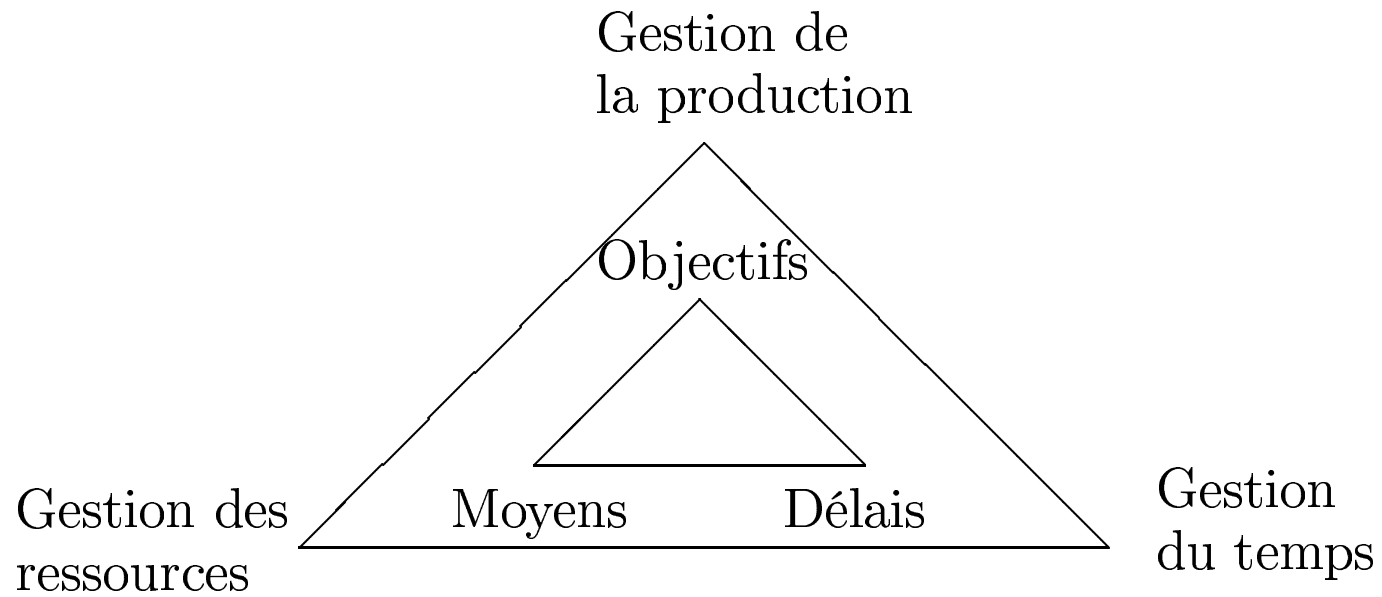 Gestion de
la production
Objectifs
Gestion des
ressources
Moyens
Délais
Gestion
du temps